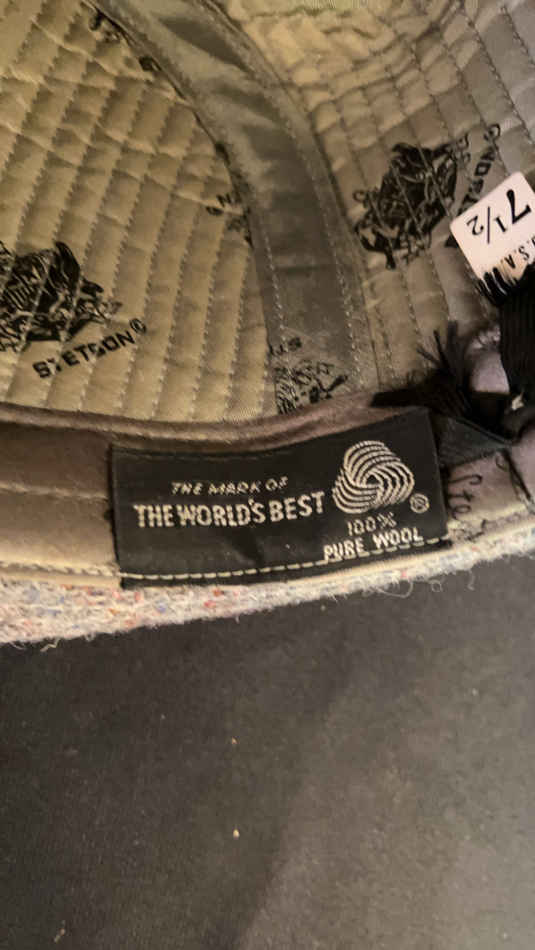 7 1/2
U.S.A.
STETSON ©
THE MARK OF
THE WORLD'S BEST
®
100%
PURE WOOL